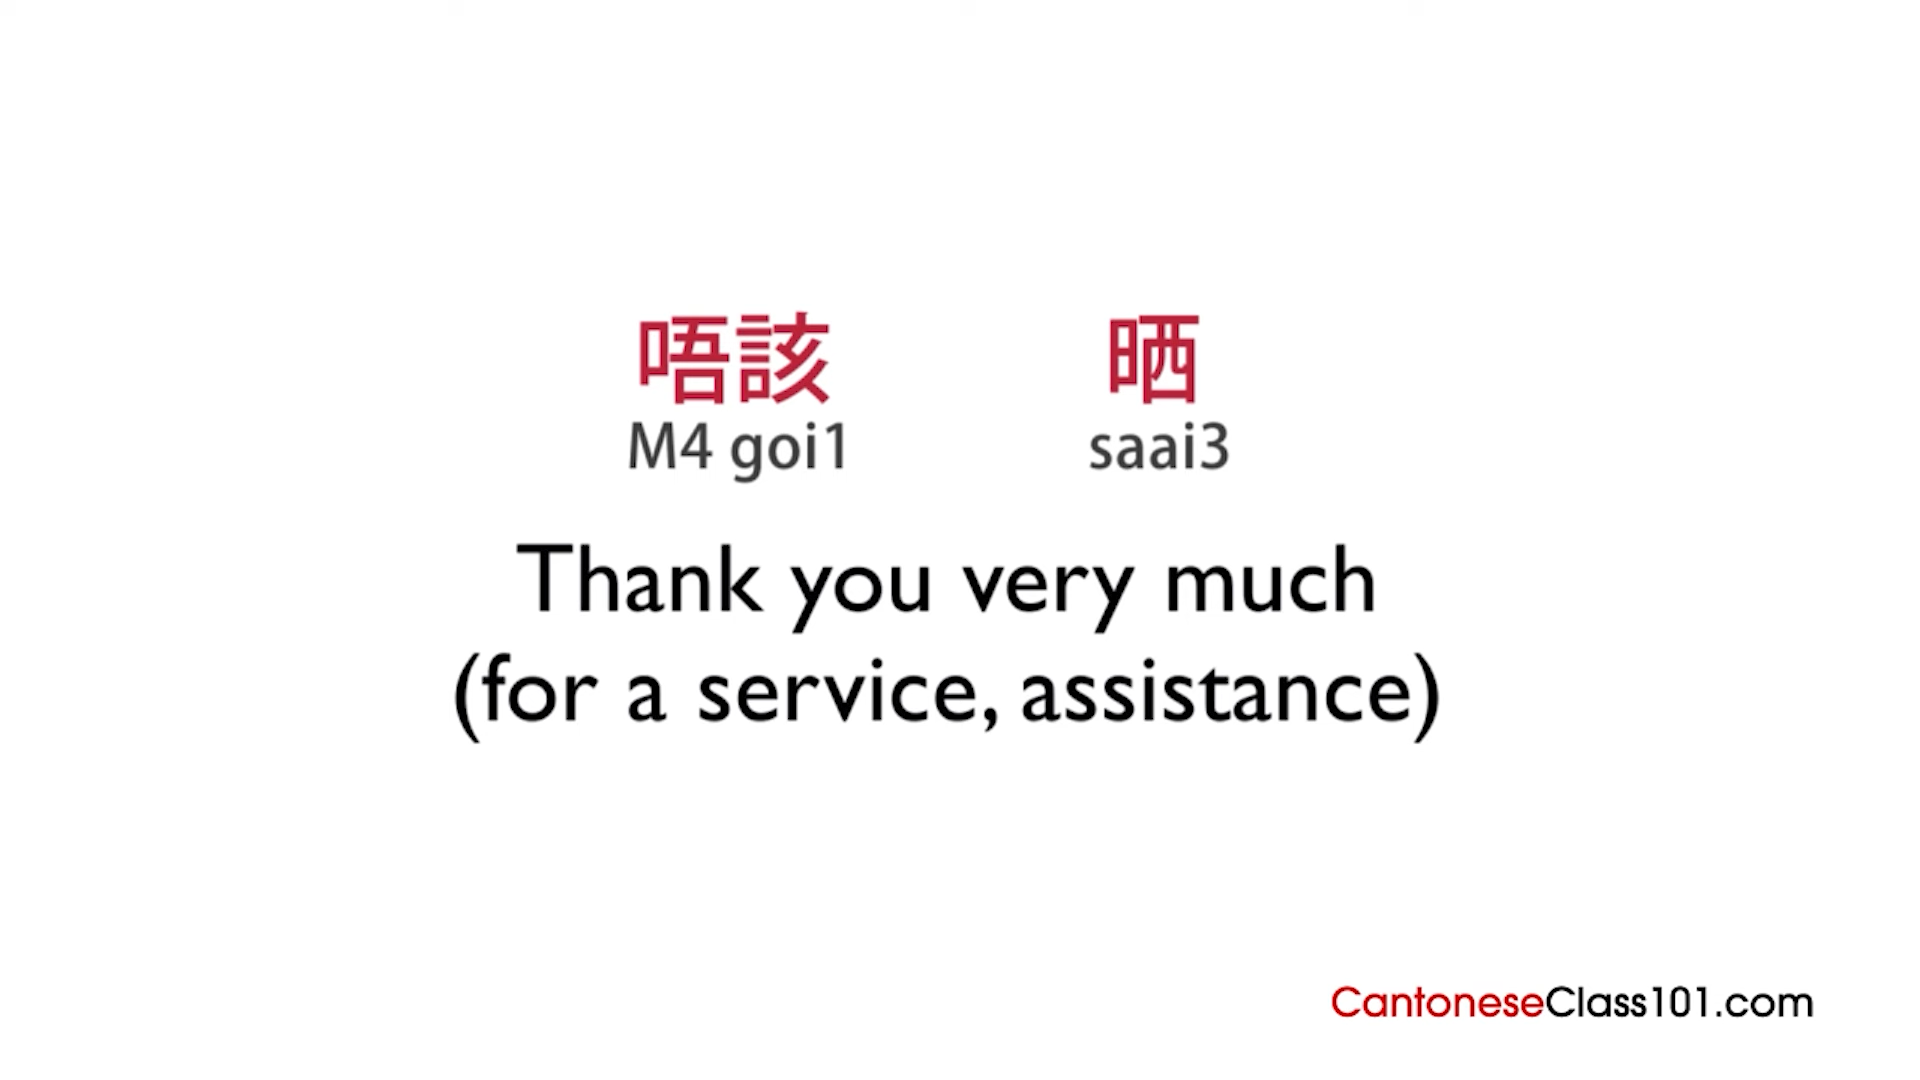 唔該 晒
M4 goi1 saai3
Thank you very much
(for a service, assistance)
CantoneseClass101.com